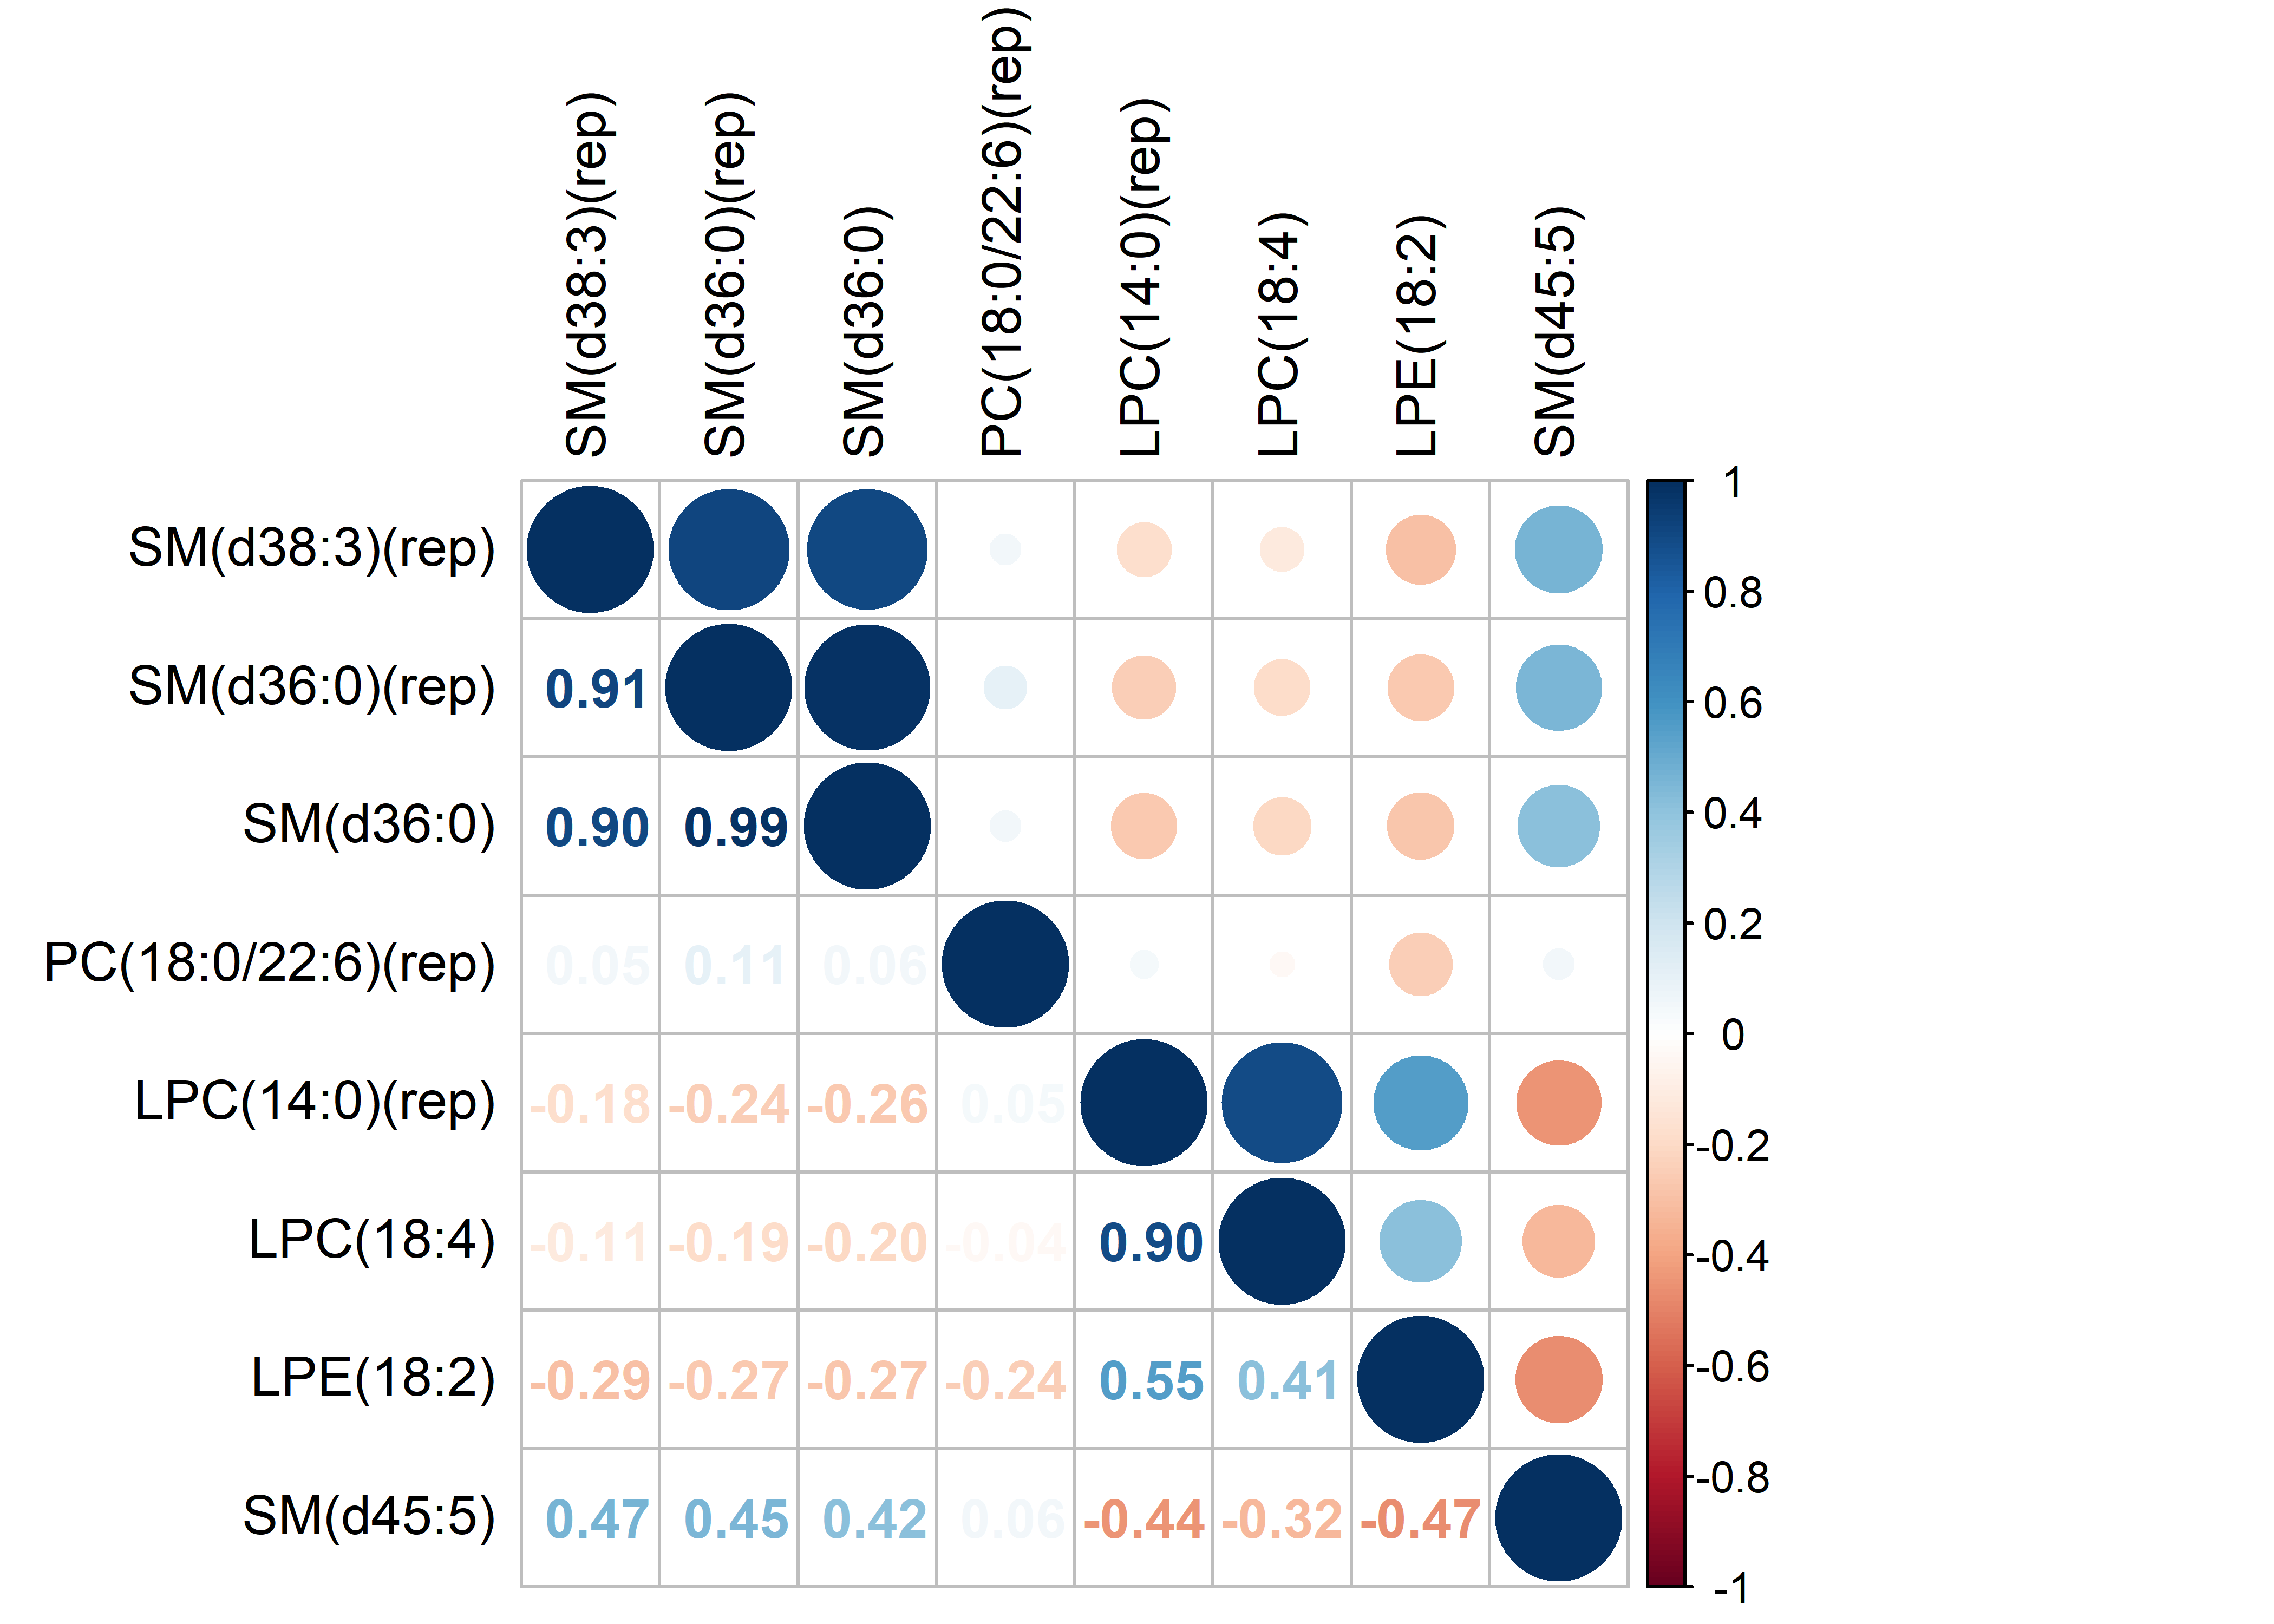 SM(d38:3)(rep)
SM(d36:0)(rep)
SM(d36:0)
PC(18:0/22:6)(rep)
LPC(14:0)(rep)
LPC(18:4)
LPE(18:2)
SM(d45:5)
SM(d38:3)(rep)
SM(d36:0)(rep) 0.91
SM(d36:0) 0.90 0.99
PC(18:0/22:6)(rep) 0.05 0.11 0.06
LPC(14:0)(rep) -0.18 -0.24 -0.26 0.05
LPC(18:4) -0.11 -0.19 -0.20 -0.04 0.90
LPE(18:2) -0.29 -0.27 -0.27 -0.24 0.55 0.41
SM(d45:5) 0.47 0.45 0.42 0.06 -0.44 -0.32 -0.47
1
0.8
0.6
0.4
0.2
0
-0.2
-0.4
-0.6
-0.8
-1